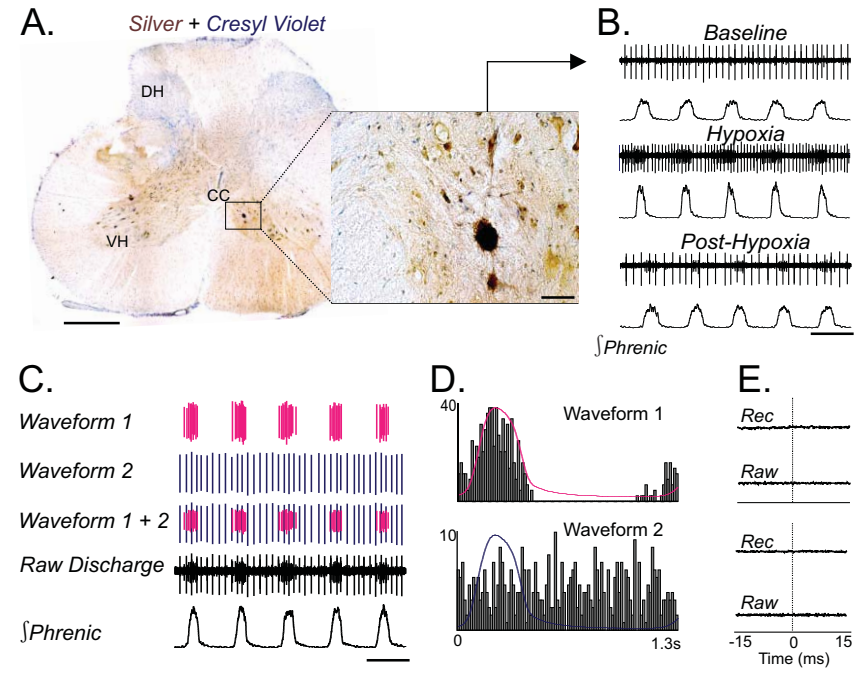 A.
Silver + Cresyl Violet
DH
CC
VH
B.
Baseline
Hypoxia
Post-Hypoxia
∫Phrenic
C.
Waveform 1
Waveform 2
Waveform 1 + 2
Raw Discharge
∫Phrenic
D.
40
Waveform 1
10
Waveform 2
0 1.3s
E.
Rec
Raw
Rec
Raw
-15 0 15
Time (ms)